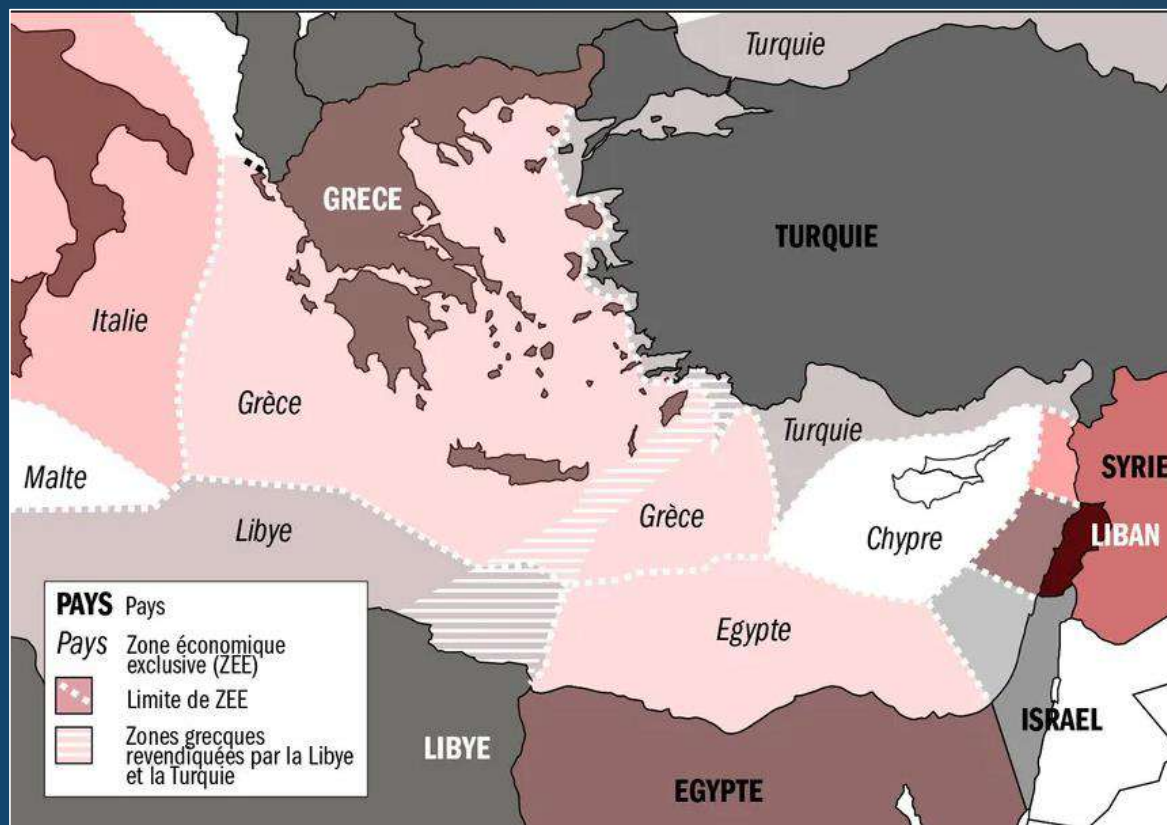 Turquie
GRECE
TURQUIE
Italie
Grèce
Turquie
Malte
SYRIE
Libye
Grèce
Chypre
LIBAN
Egypte
PAYS Pays
Pays Zone économique
exclusive (ZEE)
Limite de ZEE
Zones grecques
revendiquées par la Libye
et la Turquie
LIBYE
EGYPTE
ISRAEL